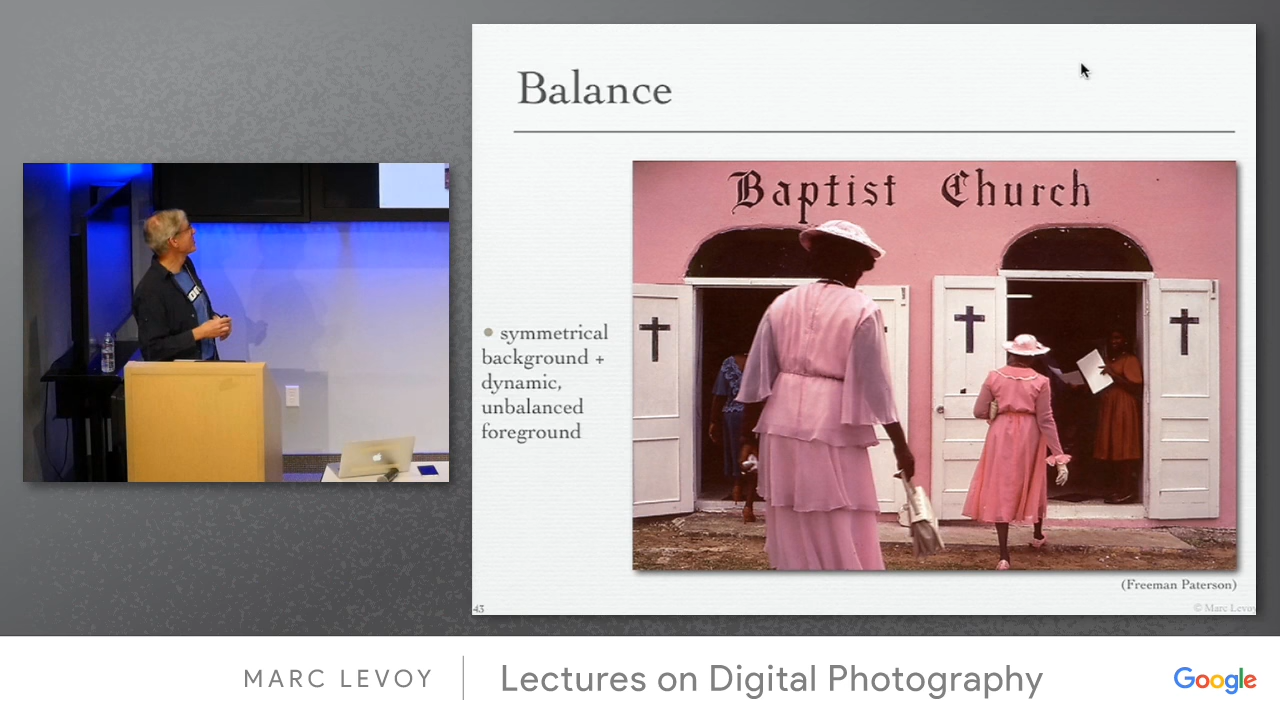 Balance
Baptist Church
• symmetrical
background +
dynamic,
unbalanced
foreground
(Freeman Paterson)
43
© Marc Levoy
MARC LEVOY
Lectures on Digital Photography
Google